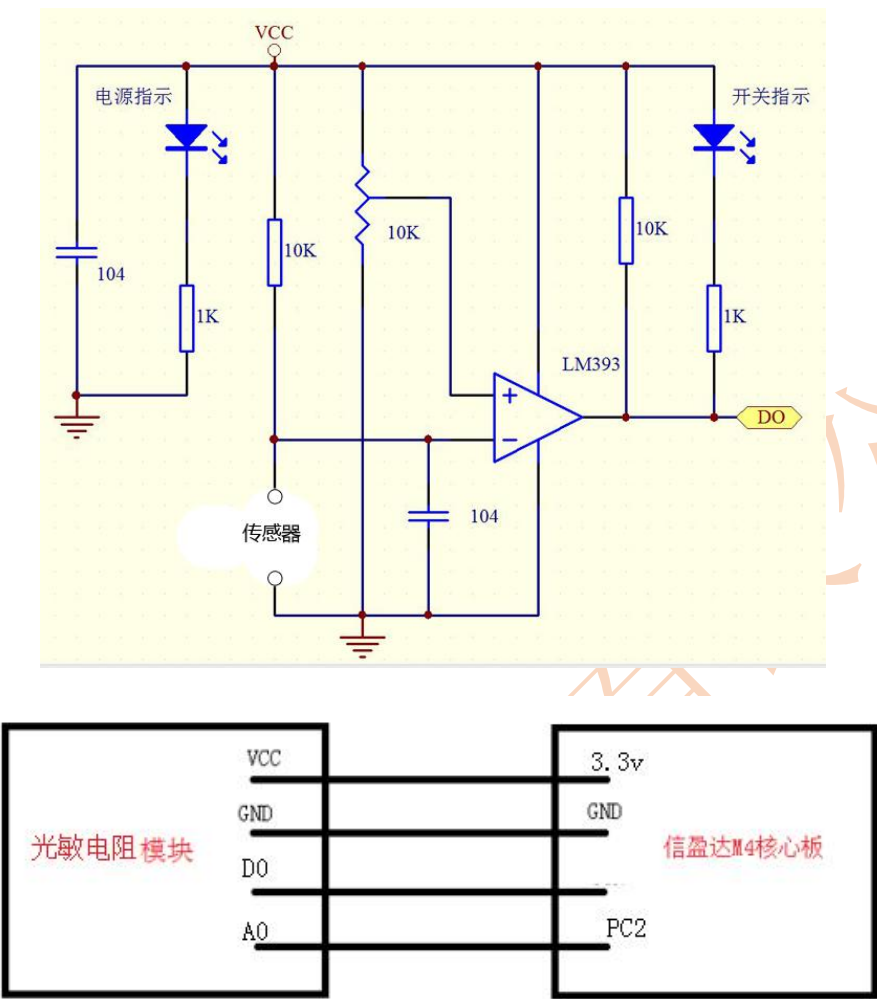 VCC
电源指示
开关指示
10K
10K
10K
104
1K
1K
LM393
+
−
DO
传感器
104
VCC
3.3v
GND
GND
光敏电阻模块
信盈达M4核心板
DO
AO
PC2